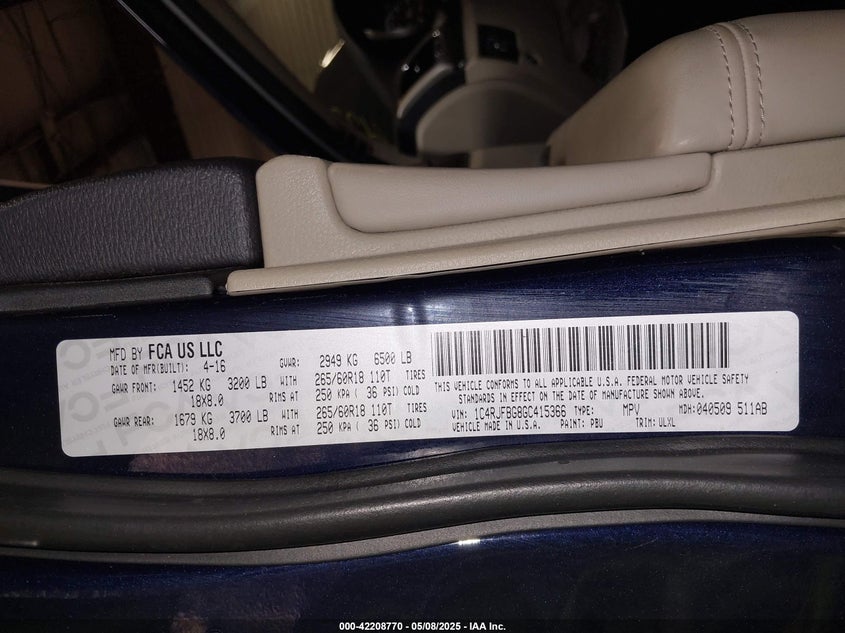 MFD BY FCA US LLC
DATE OF MFR(BUILT): 4-16 GVWR: 2949 KG 6500 LB
GAWR FRONT: 1452 KG 3200 LB WITH 265/60R18 110T TIRES
18X8.0 RIMS AT 250 KPA ( 36 PSI) COLD
GAWR REAR: 1679 KG 3700 LB WITH 265/60R18 110T TIRES
18X8.0 RIMS AT 250 KPA ( 36 PSI) COLD
THIS VEHICLE CONFORMS TO ALL APPLICABLE U.S.A. FEDERAL MOTOR VEHICLE SAFETY
STANDARDS IN EFFECT ON THE DATE OF MANUFACTURE SHOWN ABOVE.
VIN: 1C4RJFBG8GC415366 TYPE: MPV MDH: 040509 511AB
VEHICLE MADE IN U.S.A. PAINT: PBU TRIM: ULXL
000-42208770 - 05/08/2025 - IAA Inc.